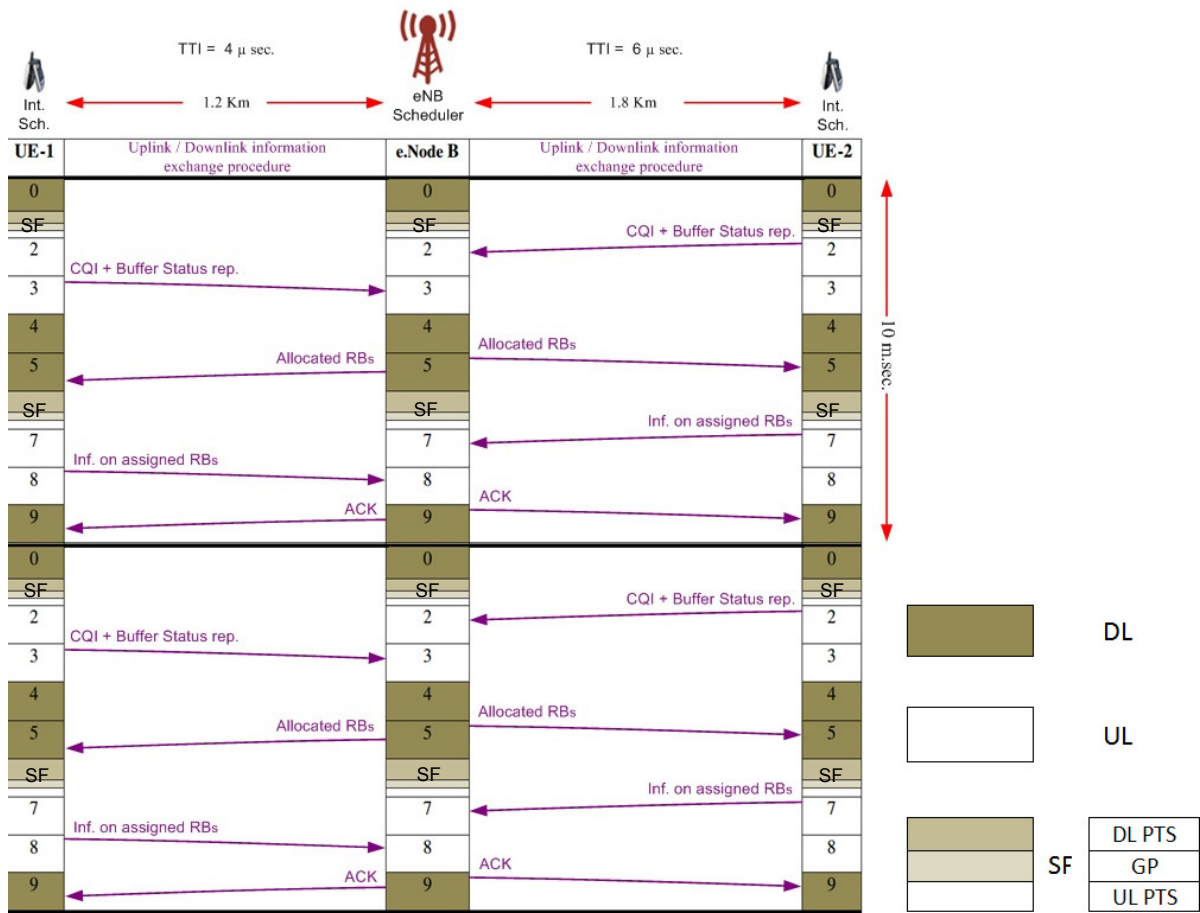 TTI = 4 μ sec.
TTI = 6 μ sec.
Int.
Sch.
1.2 Km
eNB
Scheduler
1.8 Km
Int.
Sch.
UE-1
Uplink / Downlink information
exchange procedure
e.Node B
Uplink / Downlink information
exchange procedure
UE-2
0
0
0
SF
SF
SF
CQI + Buffer Status rep.
2
2
2
CQI + Buffer Status rep.
3
3
3
4
4
4
Allocated RBs
Allocated RBs
5
5
5
10 m.sec.
SF
SF
SF
Inf. on assigned RBs
7
7
7
Inf. on assigned RBs
8
8
8
ACK
ACK
9
9
9
0
0
0
SF
SF
SF
CQI + Buffer Status rep.
2
2
2
CQI + Buffer Status rep.
3
3
3
4
4
4
Allocated RBs
Allocated RBs
5
5
5
SF
SF
SF
Inf. on assigned RBs
7
7
7
Inf. on assigned RBs
8
8
8
ACK
ACK
9
9
9
DL
UL
SF
DL PTS
GP
UL PTS